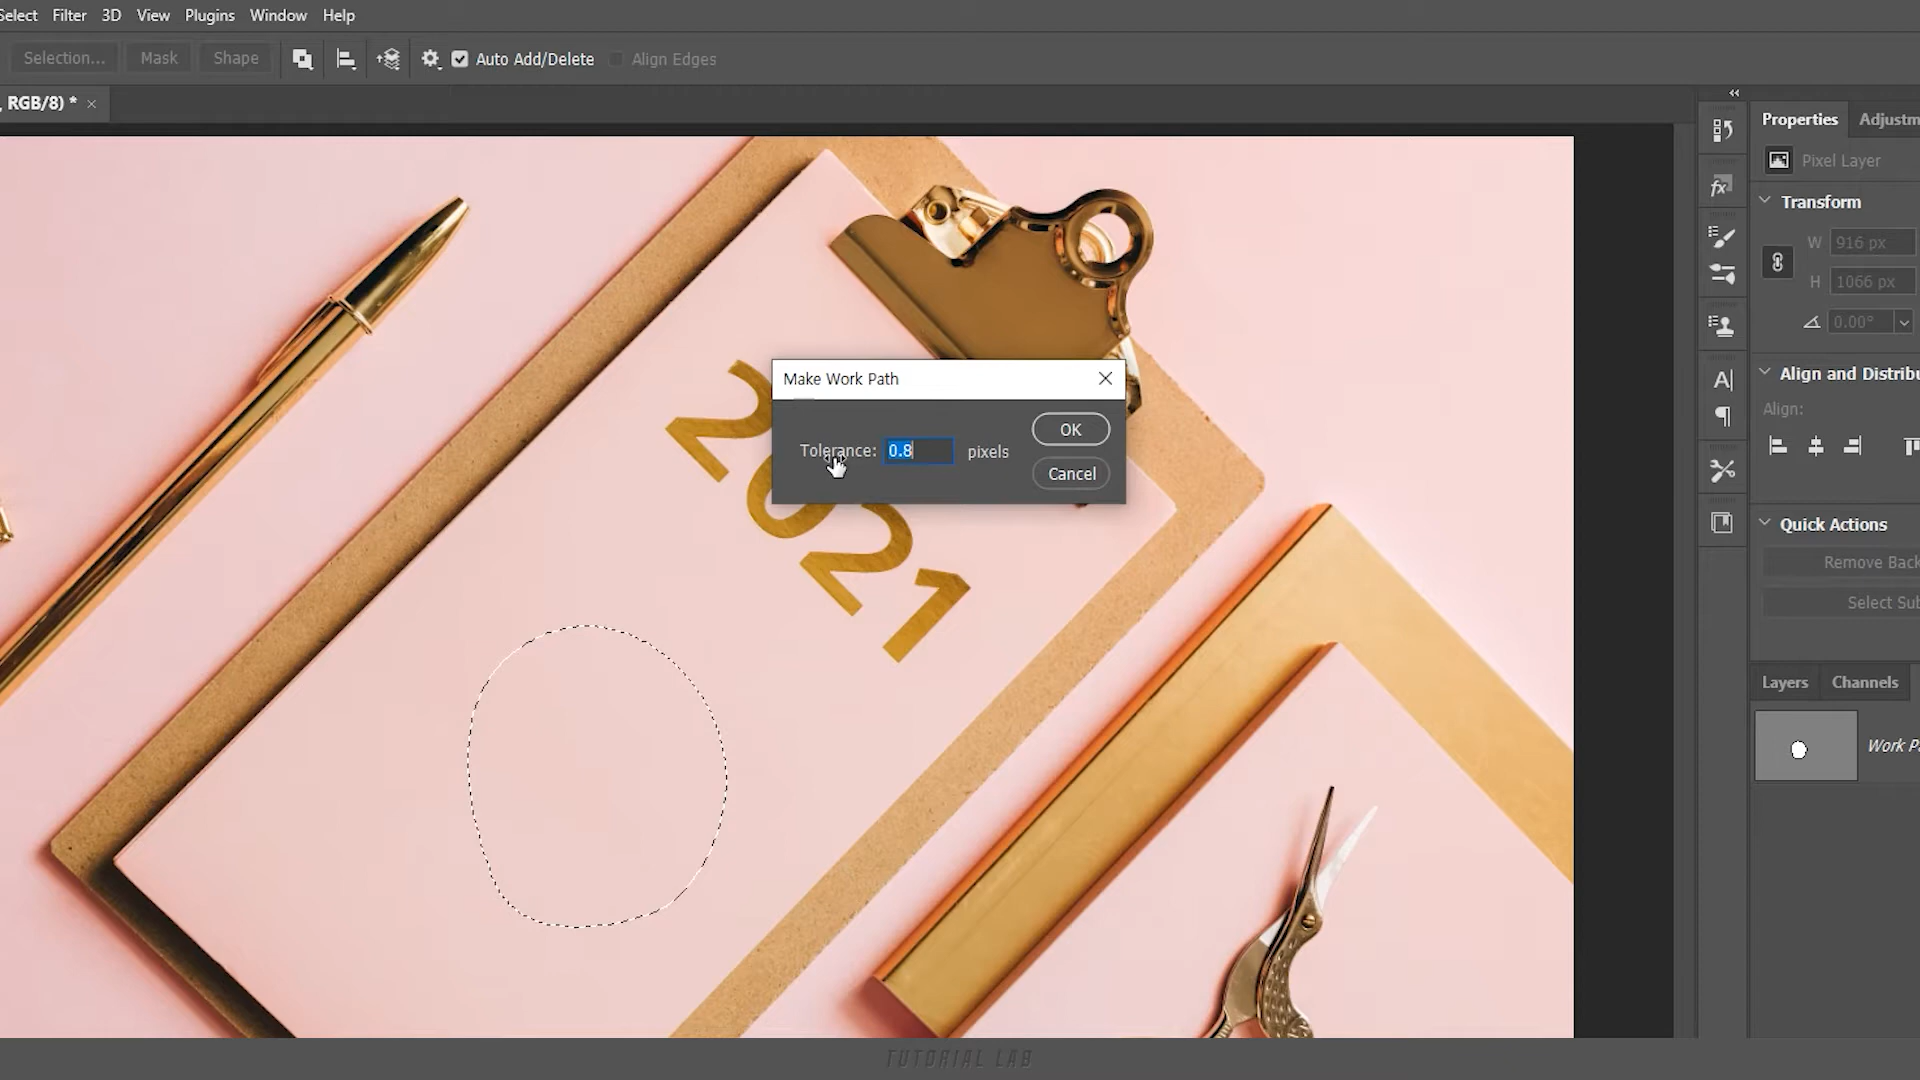 Select Filter 3D View Plugins Window Help
Selection... Mask Shape Auto Add/Delete Align Edges
, RGB/8) *
Properties Adjustm
Pixel Layer
Transform
W 916 px
H 1066 px
0.00°
Align and Distribu
Align:
Quick Actions
Remove Back
Select Sub
Layers Channels
Work Pa
Make Work Path
Tolerance: 0.8 pixels
OK
Cancel
2021
TUTORIAL LAB